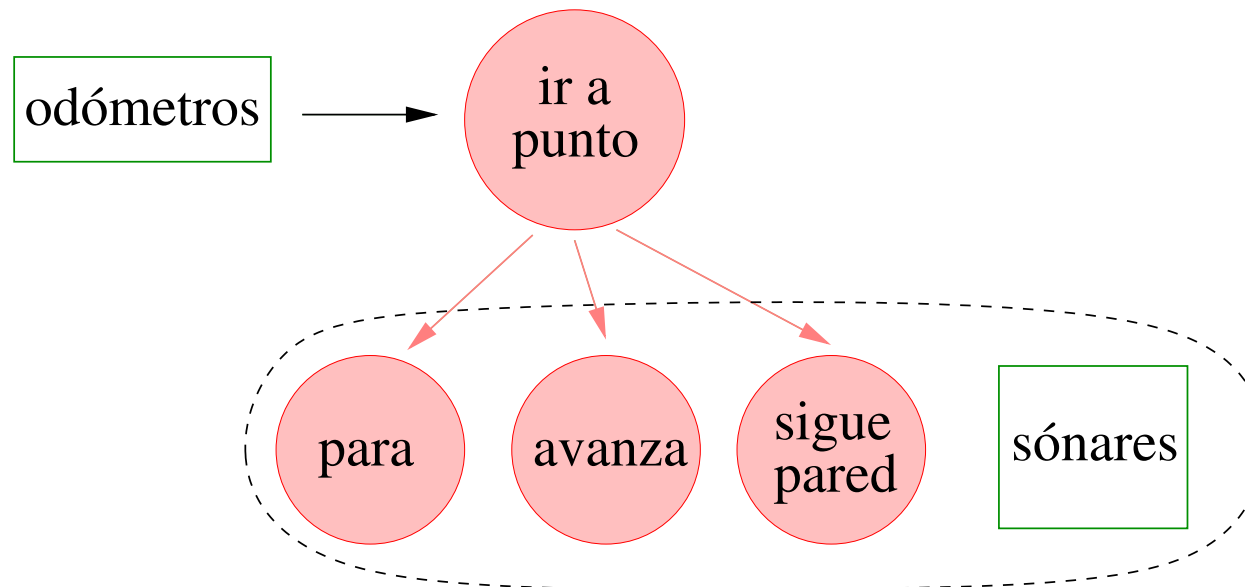 odómetros
ir a
punto
para
avanza
sigue
pared
sónares